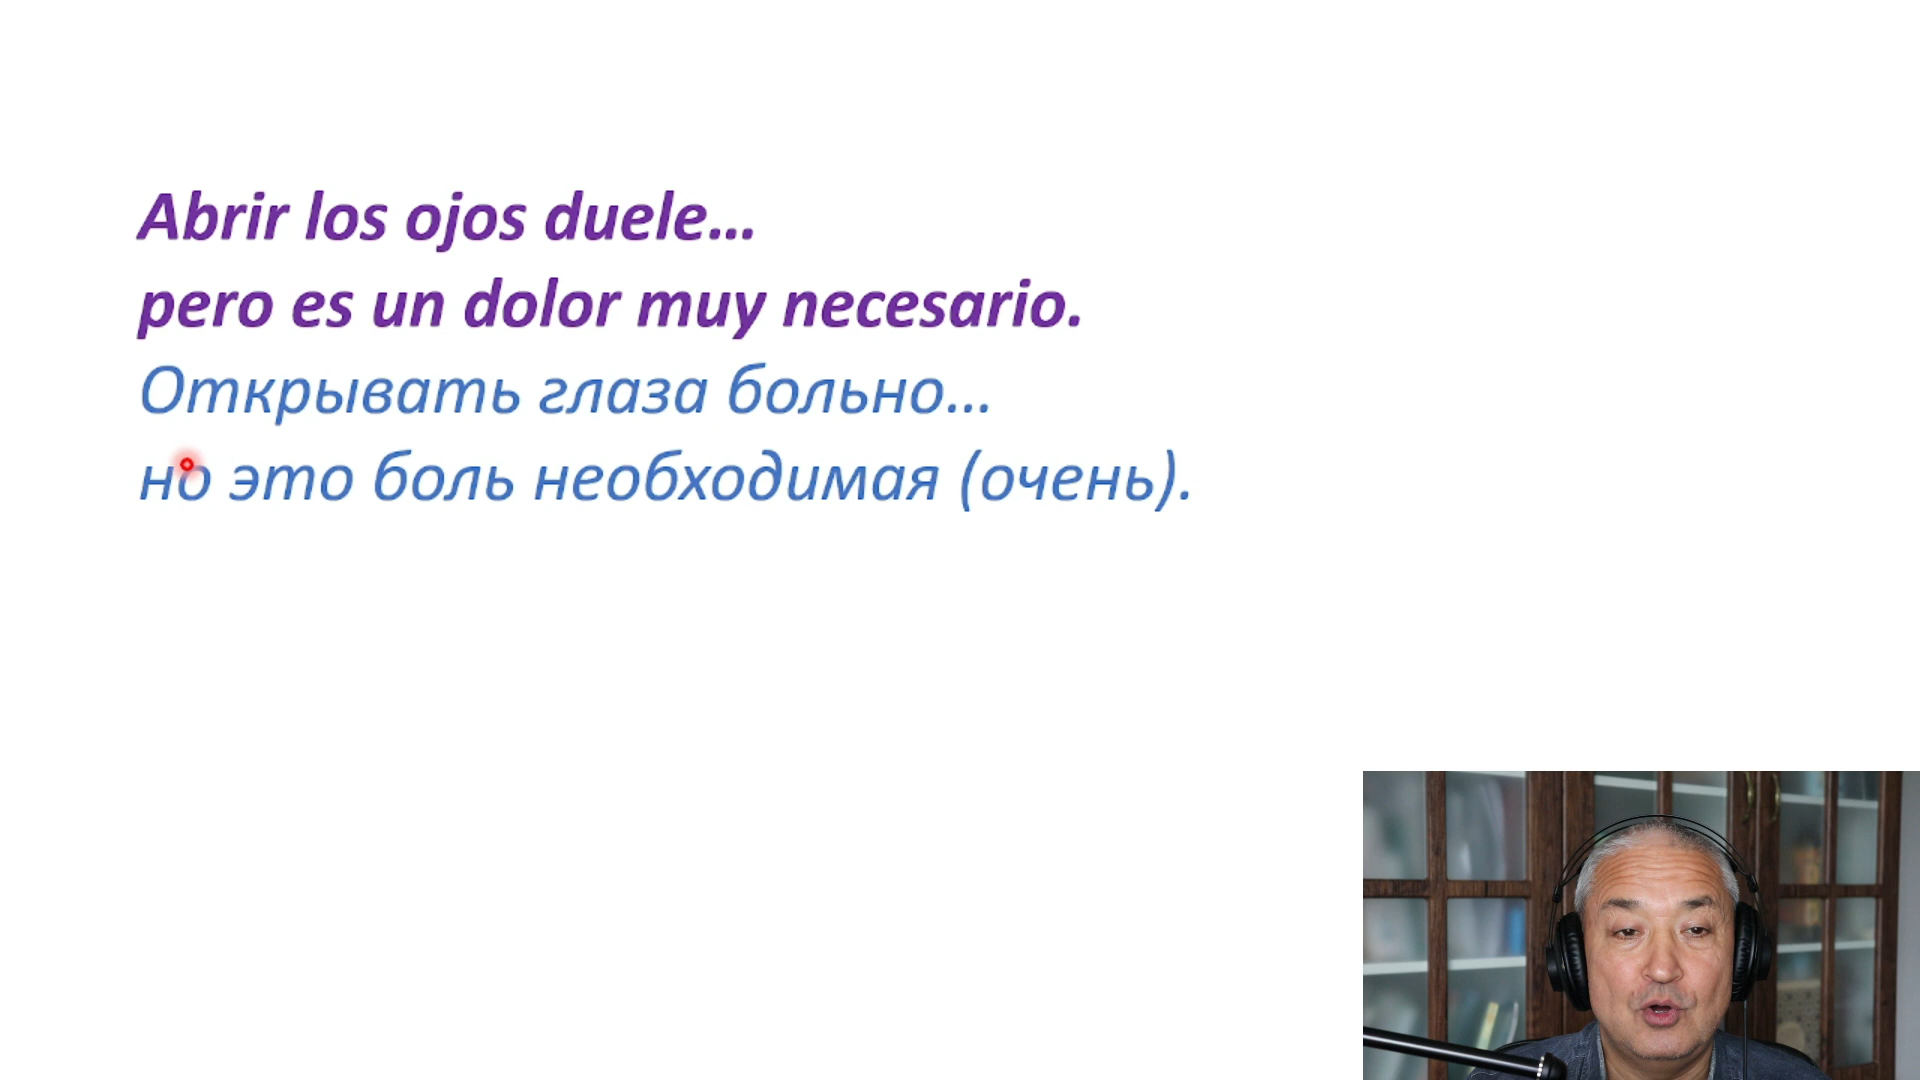 Abrir los ojos duele...
pero es un dolor muy necesario.
Открывать глаза больно...
но это боль необходимая (очень).